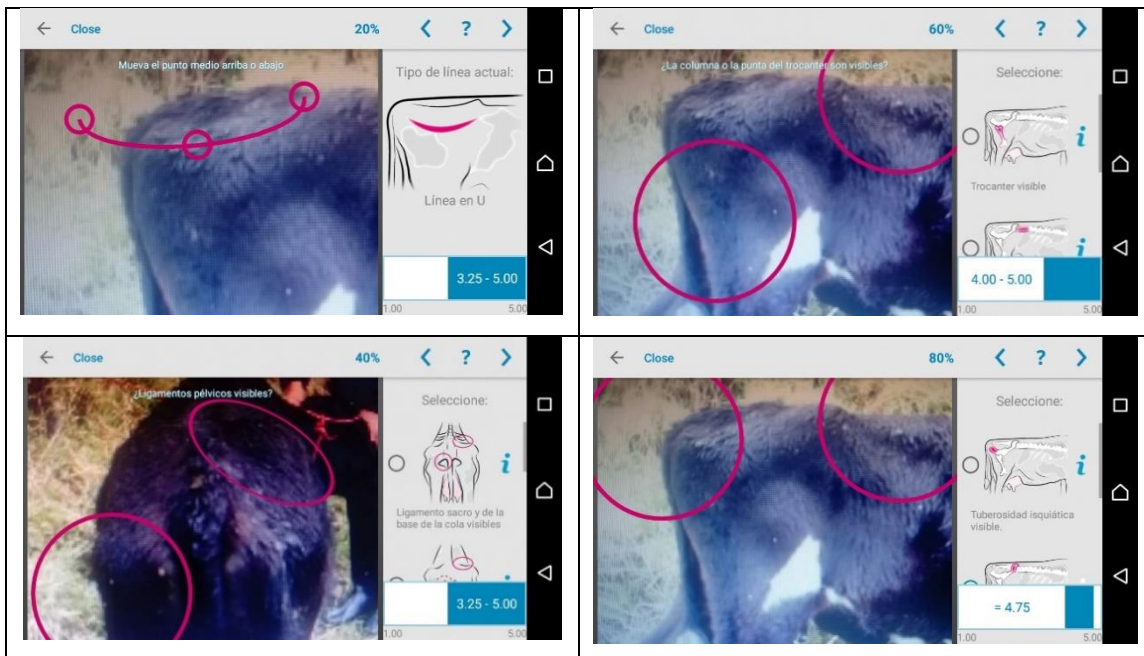 Close 20% ?
Mueva el punto medio arriba o abajo
Tipo de línea actual:
Línea en U
3.25 - 5.00
1.00 5.00
Close 60% ?
¿La columna o la punta del trocanter son visibles?
Seleccione:
i
Trocanter visible
i
4.00 - 5.00
1.00 5.00
Close 40% ?
¿Ligamentos pélvicos visibles?
Seleccione:
i
Ligamento sacro y de la
base de la cola visibles
3.25 - 5.00
1.00 5.00
Close 80% ?
Seleccione:
i
Tuberosidad isquiática
visible.
= 4.75
1.00 5.00